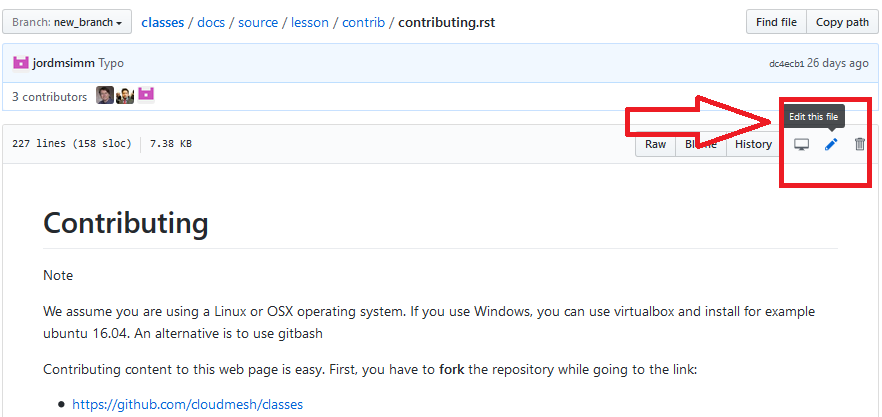 Branch: new_branch classes / docs / source / lesson / contrib / contributing.rst Find file Copy path
jordmsimm Typo dc4ecb1 26 days ago
3 contributors
Edit this file
227 lines (158 sloc) 7.38 KB Raw Blame History
Contributing
Note
We assume you are using a Linux or OSX operating system. If you use Windows, you can use virtualbox and install for example
ubuntu 16.04. An alternative is to use gitbash
Contributing content to this web page is easy. First, you have to fork the repository while going to the link:
https://github.com/cloudmesh/classes